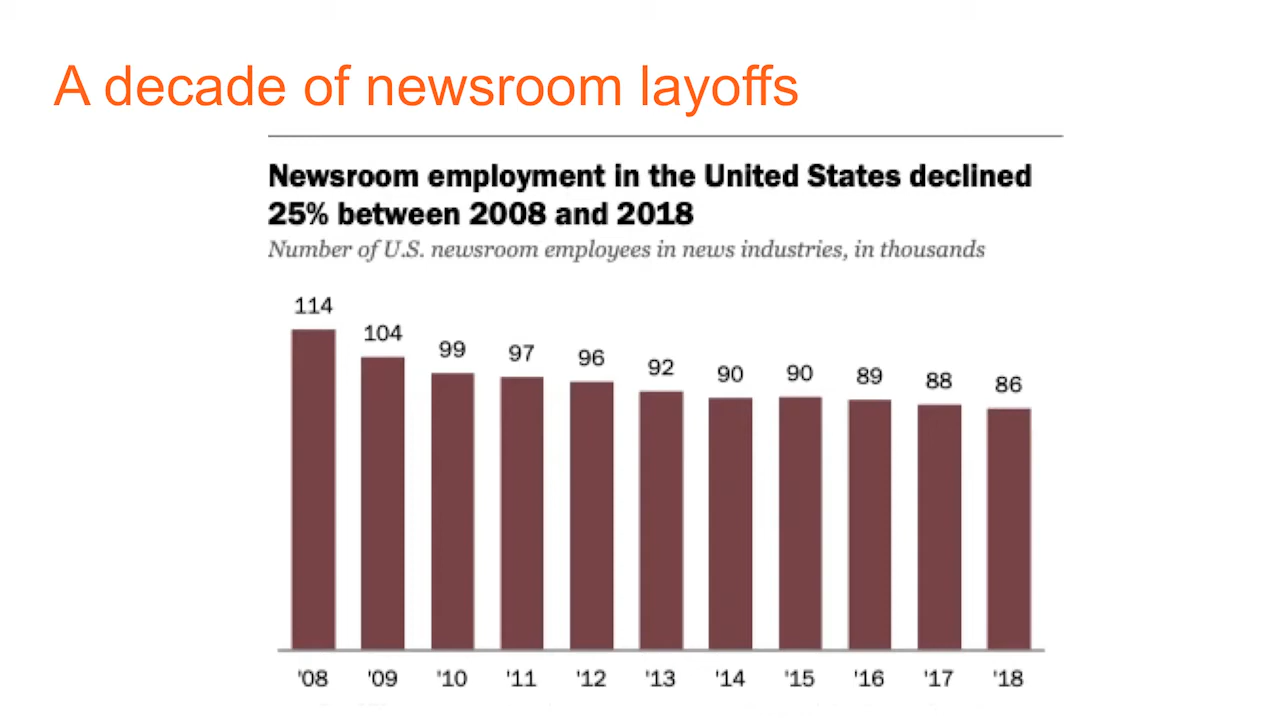 A decade of newsroom layoffs
Newsroom employment in the United States declined
25% between 2008 and 2018
Number of U.S. newsroom employees in news industries, in thousands
114
104
99
97
96
92
90
90
89
88
86
'08 '09 '10 '11 '12 '13 '14 '15 '16 '17 '18